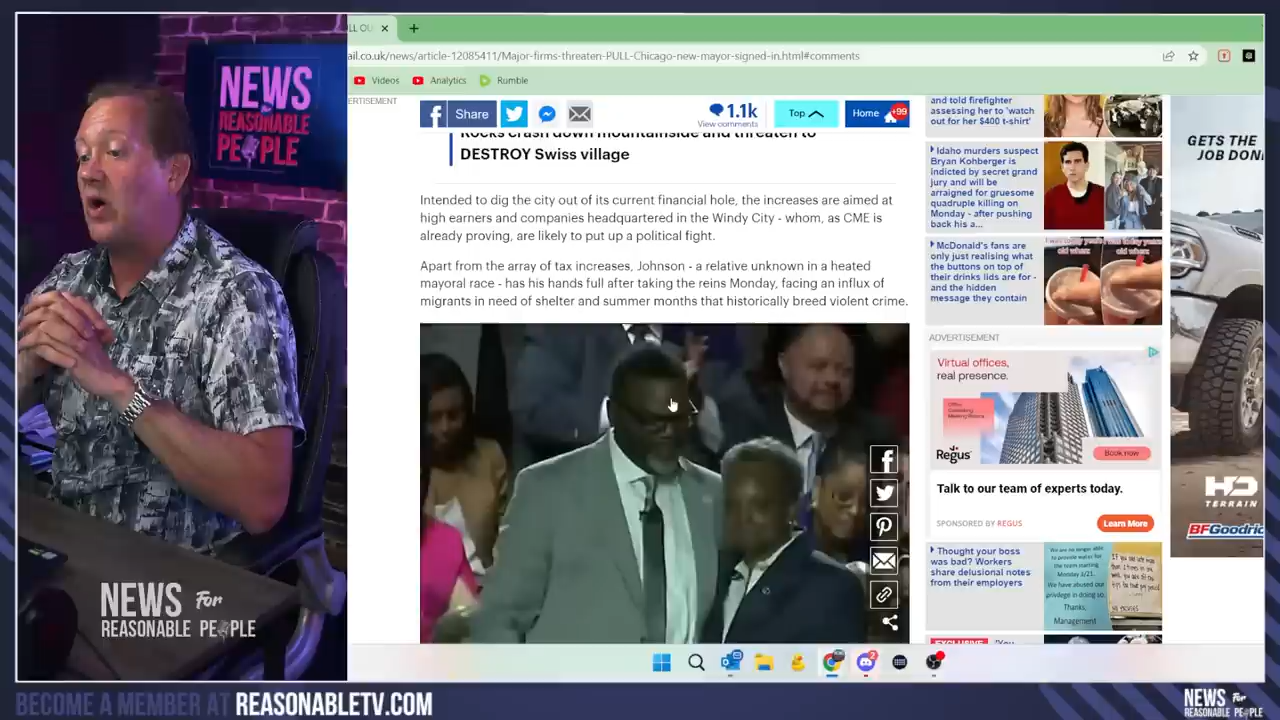 LL OU
ail.co.uk/news/article-12085411/Major-firms-threaten-PULL-Chicago-new-mayor-signed-in.html#comments
Videos
Analytics
Rumble
ERTISEMENT
Share
1.1k
View comments
Top
Home
+99
NEWS
for
REASONABLE
PEOPLE
Rocks crash down mountainside and threaten to
DESTROY Swiss village
Intended to dig the city out of its current financial hole, the increases are aimed at
high earners and companies headquartered in the Windy City - whom, as CME is
already proving, are likely to put up a political fight.
Apart from the array of tax increases, Johnson - a relative unknown in a heated
mayoral race - has his hands full after taking the reins Monday, facing an influx of
migrants in need of shelter and summer months that historically breed violent crime.
and told firefighter
assessing her to 'watch
out for her $400 t-shirt'
Idaho murders suspect
Bryan Kohberger is
indicted by secret grand
jury and will be
arraigned for gruesome
quadruple killing on
Monday - after pushing
back his a...
McDonald's fans are
only just realising what
the buttons on top of
their drinks lids are for -
and the hidden
message they contain
ADVERTISEMENT
Virtual offices,
real presence.
Regus
Book now
Talk to our team of experts today.
SPONSORED BY REGUS
Learn More
Thought your boss
was bad? Workers
share delusional notes
from their employers
Thanks,
Management
EXCLUSIVE 'You
GETS THE
JOB DON
HD
TERRAIN
BFGoodric
2
NEWS For
REASONABLE PEOPLE
BECOME A MEMBER AT REASONABLETV.COM
NEWS For
REASONABLE PEOPLE